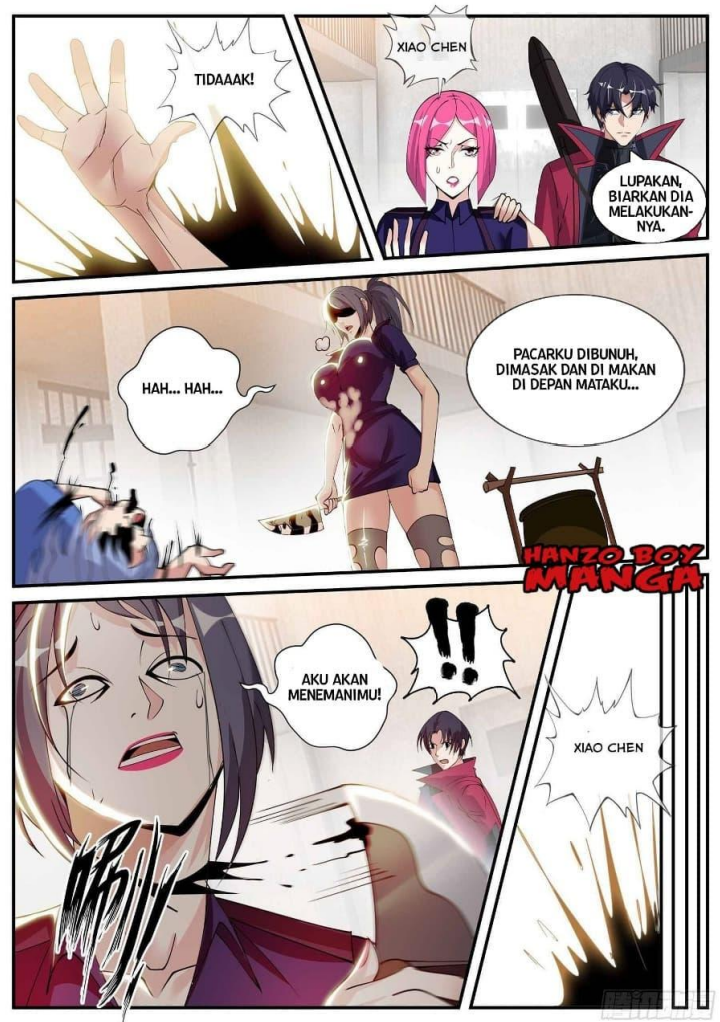 TIDAAAK!
XIAO CHEN
LUPAKAN,
BIARKAN DIA
MELAKUKAN-
NYA.
HAH... HAH...
PACARKU DIBUNUH,
DIMASAK DAN DI MAKAN
DI DEPAN MATAKU...
HANZO BOY
MANGA
AKU AKAN
MENEMANIMU!
!!
XIAO CHEN